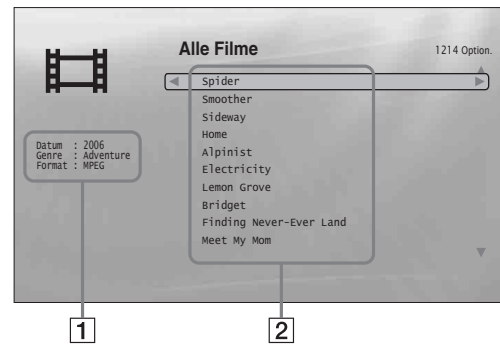 Alle Filme
1214 Option.
Spider
Smoother
Sideway
Home
Alpinist
Electricity
Lemon Grove
Bridget
Finding Never-Ever Land
Meet My Mom
Datum : 2006
Genre : Adventure
Format : MPEG
1
2